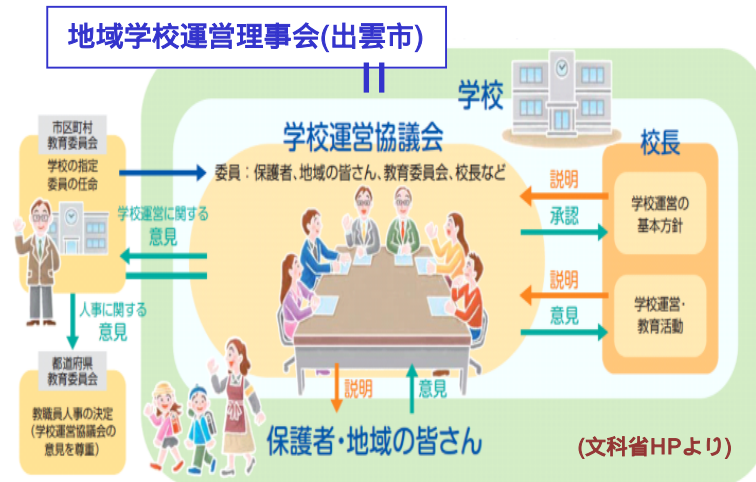 地域学校運営理事会(出雲市)
学校
学校運営協議会
委員：保護者、地域の皆さん、教育委員会、校長など
市区町村
教育委員会
学校の指定
委員の任命
学校運営に関する
意見
人事に関する
意見
都道府県
教育委員会
教職員人事の決定
(学校運営協議会の
意見を尊重)
校長
説明
承認
学校運営の
基本方針
説明
意見
学校運営・
教育活動
説明
意見
保護者・地域の皆さん
(文科省HPより)